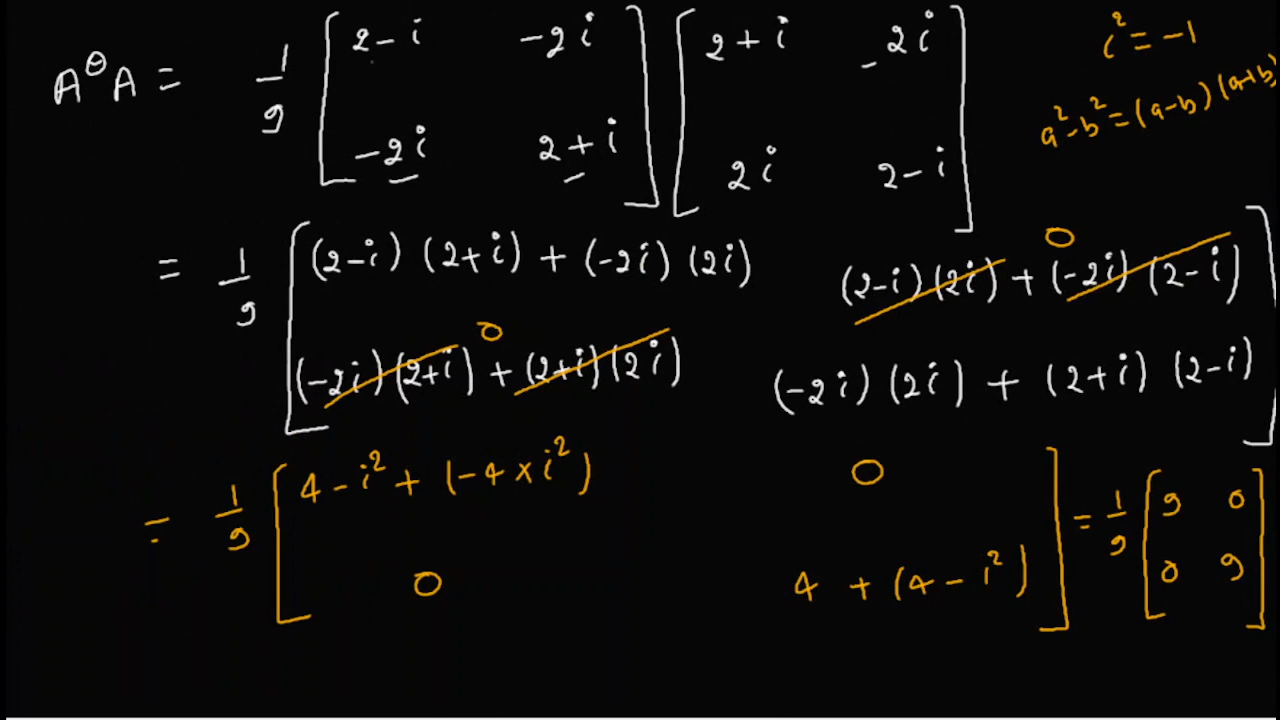 A^θ A = 1/9 [ 2-i   -2i ] [ 2+i   2i ]   i² = -1
[ -2i   2+i ] [ 2i   2-i ]   a²-b² = (a-b)(a+b)
= 1/9 [ (2-i) (2+i) + (-2i) (2i)   (2-i)(2i) + (-2i) (2-i) ]   0
[ (-2i)(2+i) + (2+i)(2i)   (-2i) (2i) + (2+i) (2-i) ]   0
= 1/9 [ 4-i² + (-4×i²)   0 ] = 1/9 [ 9   0 ]
[ 0   4 + (4-i²) ]   [ 0   9 ]